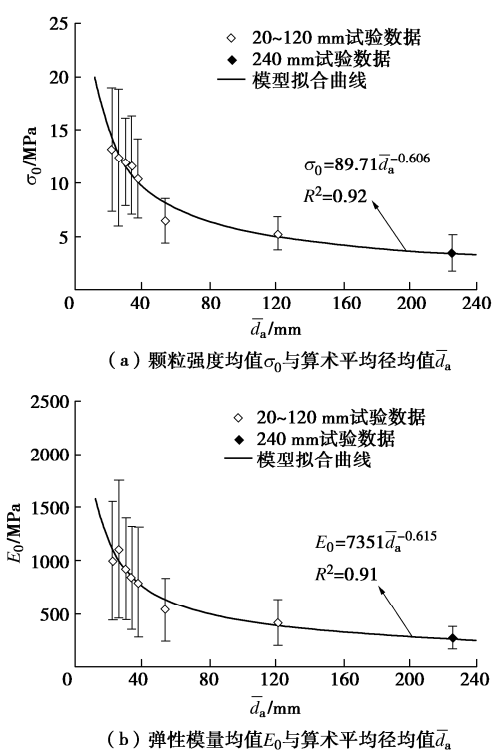 25
20
15
10
5
0
σ₀/MPa
20~120 mm试验数据
240 mm试验数据
模型拟合曲线
σ₀=89.71d̅ₐ⁻⁰·⁶⁰⁶
R²=0.92
0 40 80 120 160 200 240
d̅ₐ/mm
（a）颗粒强度均值σ₀与算术平均径均值d̅ₐ
2500
2000
1500
1000
500
0
E₀/MPa
20~120 mm试验数据
240 mm试验数据
模型拟合曲线
E₀=7351d̅ₐ⁻⁰·⁶¹⁵
R²=0.91
0 40 80 120 160 200 240
d̅ₐ/mm
（b）弹性模量均值E₀与算术平均径均值d̅ₐ